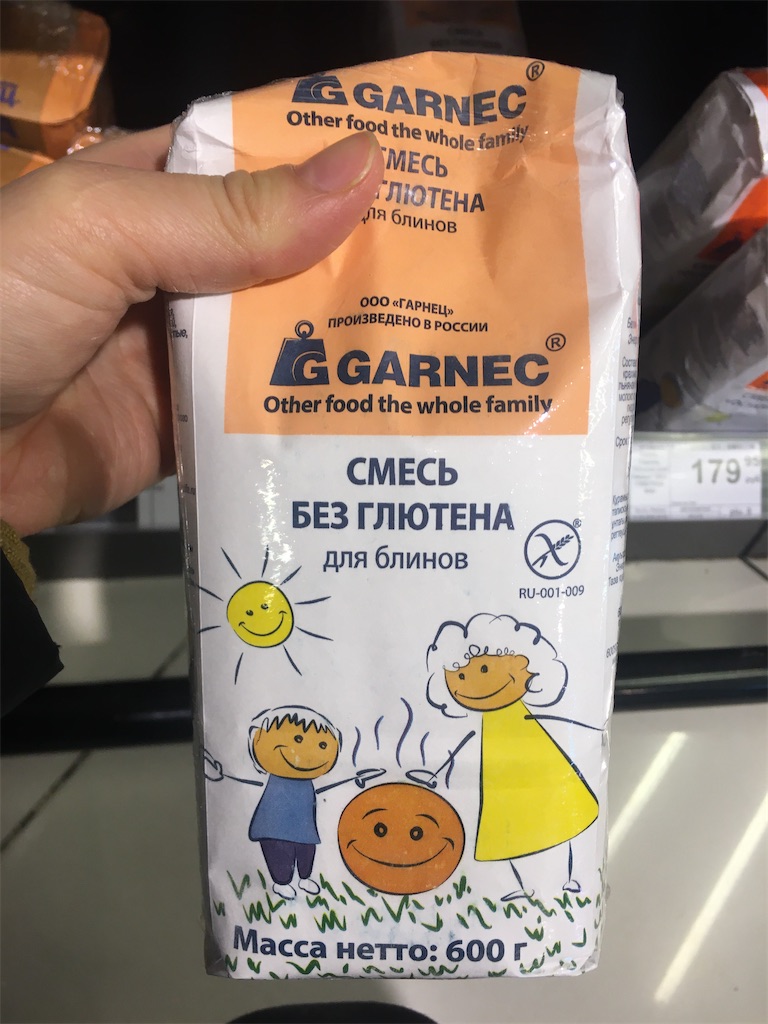 GARNEC®
Other food the whole family
СМЕСЬ
ГЛЮТЕНА
для блинов
ООО «ГАРНЕЦ»
ПРОИЗВЕДЕНО В РОССИИ
GARNEC®
Other food the whole family
СМЕСЬ
БЕЗ ГЛЮТЕНА
для блинов
RU-001-009
Масса нетто: 600 г
179